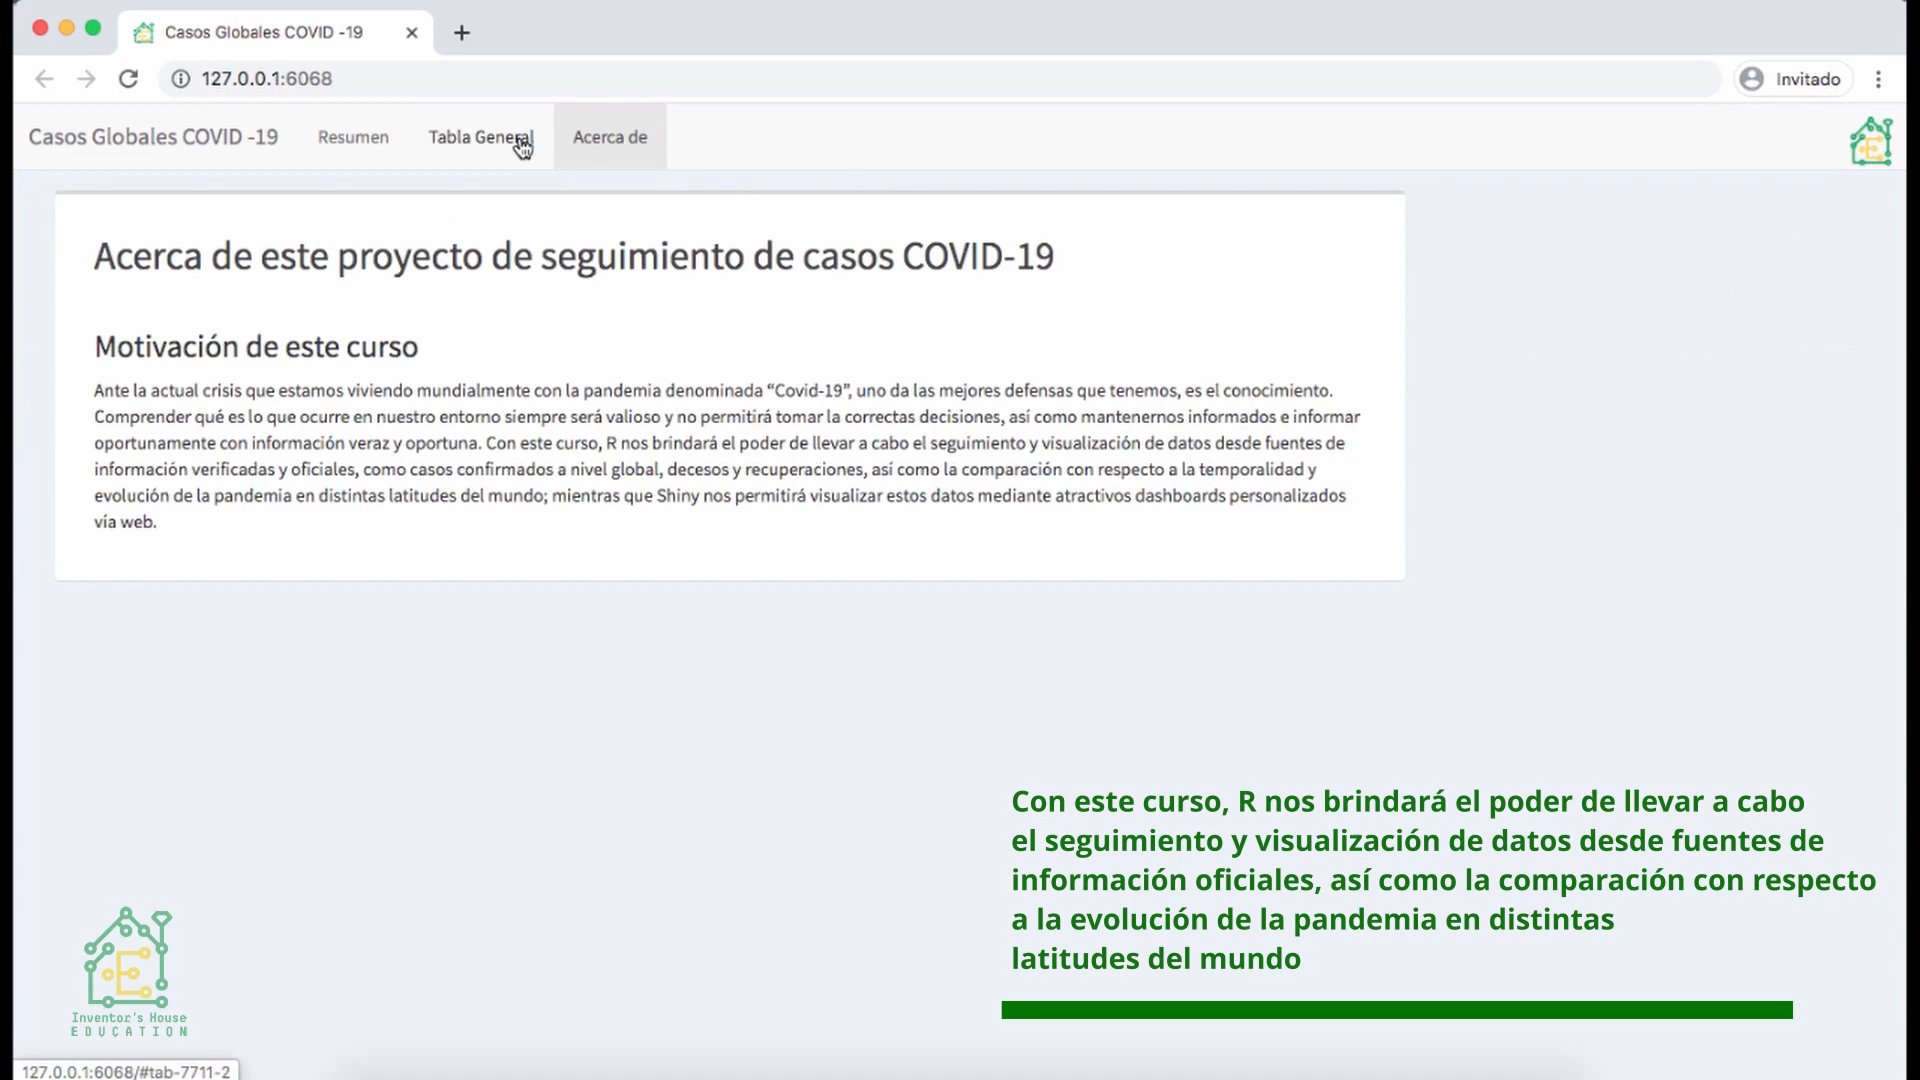 Casos Globales COVID -19
127.0.0.1:6068
Invitado
Casos Globales COVID -19 Resumen Tabla General Acerca de
Acerca de este proyecto de seguimiento de casos COVID-19
Motivación de este curso
Ante la actual crisis que estamos viviendo mundialmente con la pandemia denominada “Covid-19”, uno da las mejores defensas que tenemos, es el conocimiento.
Comprender qué es lo que ocurre en nuestro entorno siempre será valioso y no permitirá tomar la correctas decisiones, así como mantenernos informados e informar
oportunamente con información veraz y oportuna. Con este curso, R nos brindará el poder de llevar a cabo el seguimiento y visualización de datos desde fuentes de
información verificadas y oficiales, como casos confirmados a nivel global, decesos y recuperaciones, así como la comparación con respecto a la temporalidad y
evolución de la pandemia en distintas latitudes del mundo; mientras que Shiny nos permitirá visualizar estos datos mediante atractivos dashboards personalizados
vía web.
Con este curso, R nos brindará el poder de llevar a cabo
el seguimiento y visualización de datos desde fuentes de
información oficiales, así como la comparación con respecto
a la evolución de la pandemia en distintas
latitudes del mundo
Inventor's House
EDUCATION
127.0.0.1:6068/#tab-7711-2